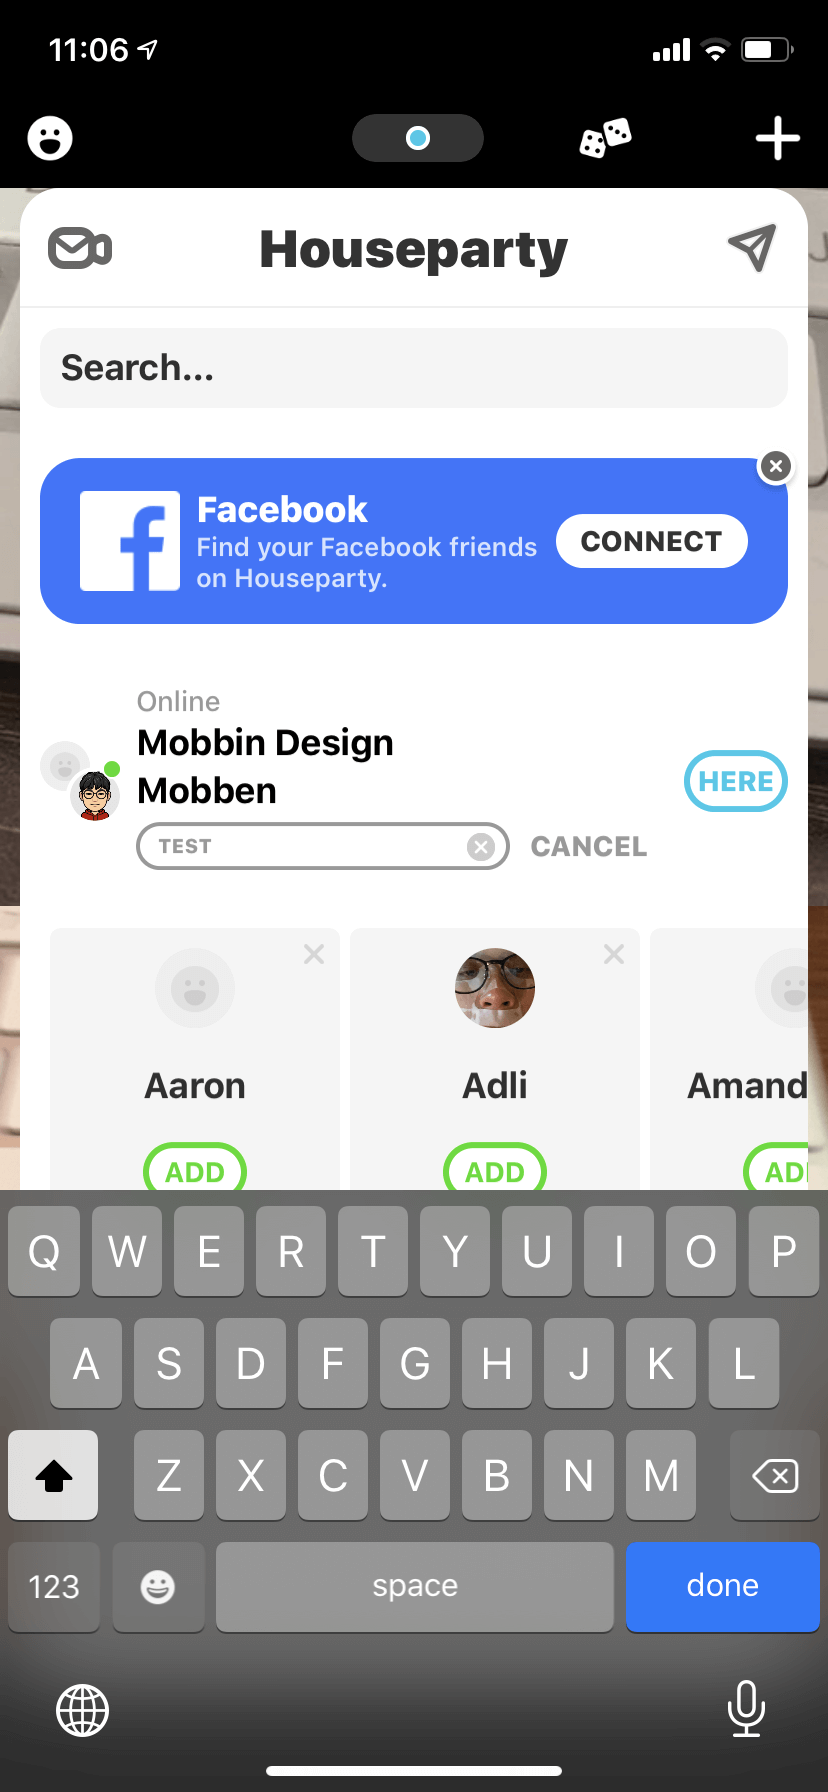 11:06
Houseparty
Search...
Facebook
Find your Facebook friends
on Houseparty.
CONNECT
Online
Mobbin Design
Mobben
HERE
TEST
CANCEL
Aaron
Adli
Amand
ADD
ADD
AD
Q W E R T Y U I O P
A S D F G H J K L
Z X C V B N M
123
space
done